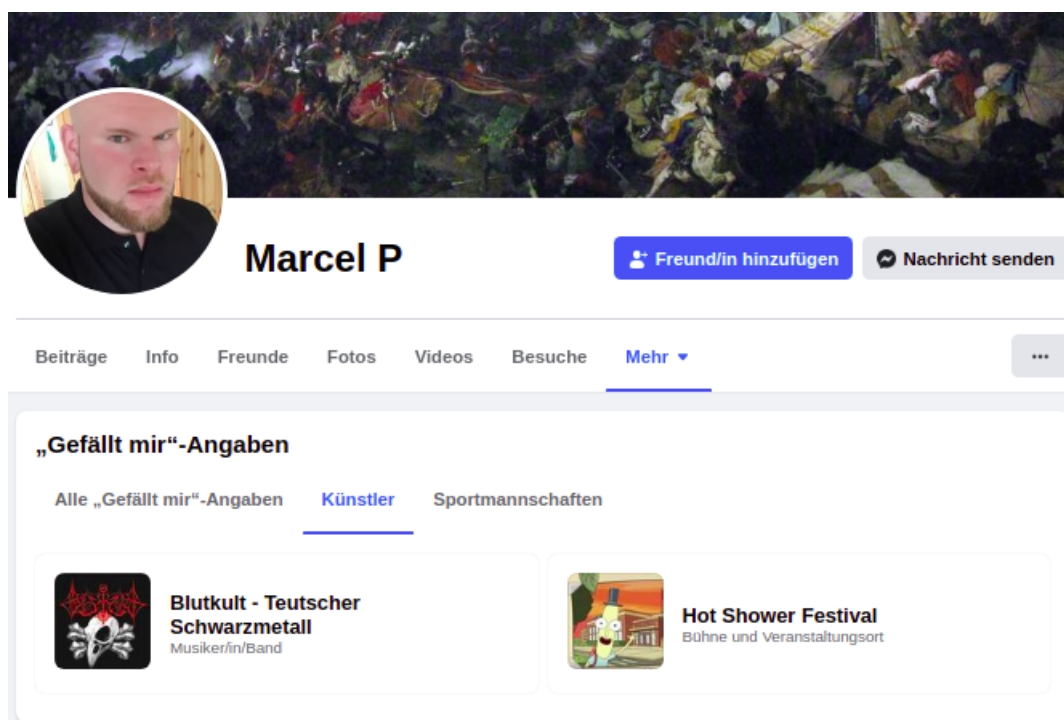 Marcel P
Freund/in hinzufügen
Nachricht senden
Beiträge Info Freunde Fotos Videos Besuche Mehr
„Gefällt mir“-Angaben
Alle „Gefällt mir“-Angaben Künstler Sportmannschaften
Blutkult - Teutscher
Schwarzmetall
Musiker/in/Band
Hot Shower Festival
Bühne und Veranstaltungsort